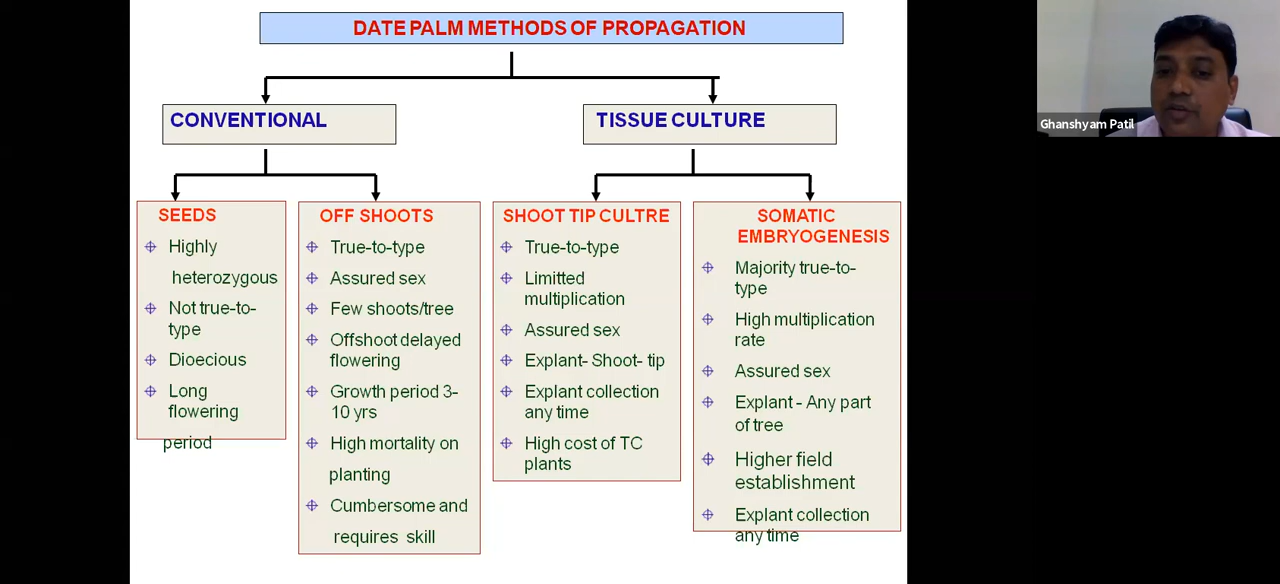 DATE PALM METHODS OF PROPAGATION
CONVENTIONAL
TISSUE CULTURE
SEEDS
Highly
heterozygous
Not true-to-
type
Dioecious
Long
flowering
period
OFF SHOOTS
True-to-type
Assured sex
Few shoots/tree
Offshoot delayed
flowering
Growth period 3-
10 yrs
High mortality on
planting
Cumbersome and
requires skill
SHOOT TIP CULTRE
True-to-type
Limitted
multiplication
Assured sex
Explant- Shoot- tip
Explant collection
any time
High cost of TC
plants
SOMATIC
EMBRYOGENESIS
Majority true-to-
type
High multiplication
rate
Assured sex
Explant - Any part
of tree
Higher field
establishment
Explant collection
any time
Ghanshyam Patil